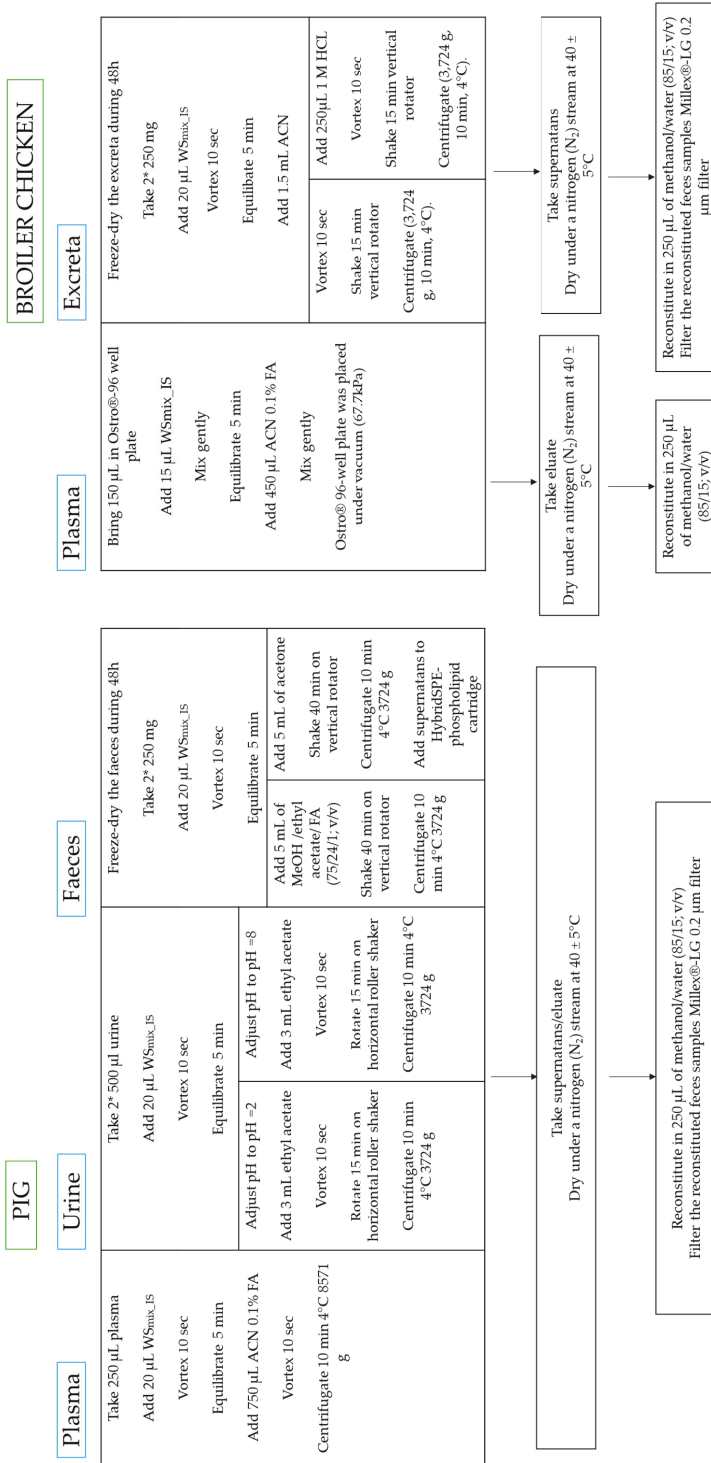 PIG
Plasma
Take 250 µL plasma
Add 20 µL WSmix_IS
Vortex 10 sec
Equilibrate 5 min
Add 750 µL ACN 0.1% FA
Vortex 10 sec
Centrifugate 10 min 4°C 8571
g
Urine
Take 2* 500 µl urine
Add 20 µL WSmix_IS
Vortex 10 sec
Equilibrate 5 min
Adjust pH to pH =2
Add 3 mL ethyl acetate
Vortex 10 sec
Rotate 15 min on
horizontal roller shaker
Centrifugate 10 min
4°C 3724 g
Adjust pH to pH =8
Add 3 mL ethyl acetate
Vortex 10 sec
Rotate 15 min on
horizontal roller shaker
Centrifugate 10 min 4°C
3724 g
Faeces
Freeze-dry the faeces during 48h
Take 2* 250 mg
Add 20 µL WSmix_IS
Vortex 10 sec
Equilibrate 5 min
Add 5 mL of
MeOH /ethyl
acetate/ FA
(75/24/1; v/v)
Shake 40 min on
vertical rotator
Centrifugate 10
min 4°C 3724 g
Add 5 mL of acetone
Shake 40 min on
vertical rotator
Centrifugate 10 min
4°C 3724 g
Add supernatans to
HybridSPE-
phospholipid
cartridge
Take supernatans/eluate
Dry under a nitrogen (N₂) stream at 40 ± 5°C
Reconstitute in 250 µL of methanol/water (85/15; v/v)
Filter the reconstituted feces samples Millex®-LG 0.2 µm filter
BROILER CHICKEN
Plasma
Bring 150 µL in Ostro®-96 well
plate
Add 15 µL WSmix_IS
Mix gently
Equilibrate 5 min
Add 450 µL ACN 0.1% FA
Mix gently
Ostro® 96-well plate was placed
under vacuum (67.7kPa)
Take eluate
Dry under a nitrogen (N₂) stream at 40 ±
5°C
Reconstitute in 250 µL
of methanol/water
(85/15; v/v)
Excreta
Freeze-dry the excreta during 48h
Take 2* 250 mg
Add 20 µL WSmix_IS
Vortex 10 sec
Equilibate 5 min
Add 1.5 mL ACN
Vortex 10 sec
Shake 15 min
vertical rotator
Centrifugate (3,724
g, 10 min, 4°C).
Add 250µL 1 M HCL
Vortex 10 sec
Shake 15 min vertical
rotator
Centrifugate (3,724 g,
10 min, 4°C).
Take supernatans
Dry under a nitrogen (N₂) stream at 40 ±
5°C
Reconstitute in 250 µL of methanol/water (85/15; v/v)
Filter the reconstituted feces samples Millex®-LG 0.2
µm filter